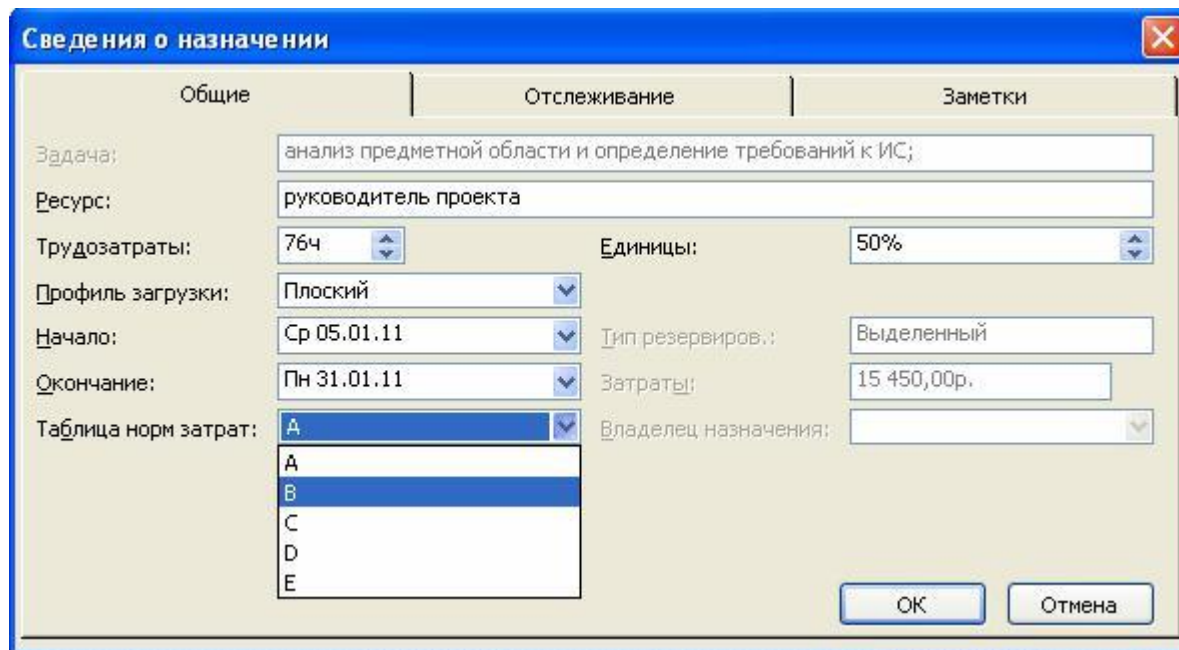 Сведения о назначении
Общие Отслеживание Заметки
Задача: анализ предметной области и определение требований к ИС;
Ресурс: руководитель проекта
Трудозатраты: 76ч Единицы: 50%
Профиль загрузки: Плоский
Начало: Ср 05.01.11 Тип резервиров.: Выделенный
Окончание: Пн 31.01.11 Затраты: 15 450,00р.
Таблица норм затрат: A Владелец назначения:
A
B
C
D
E
ОК Отмена